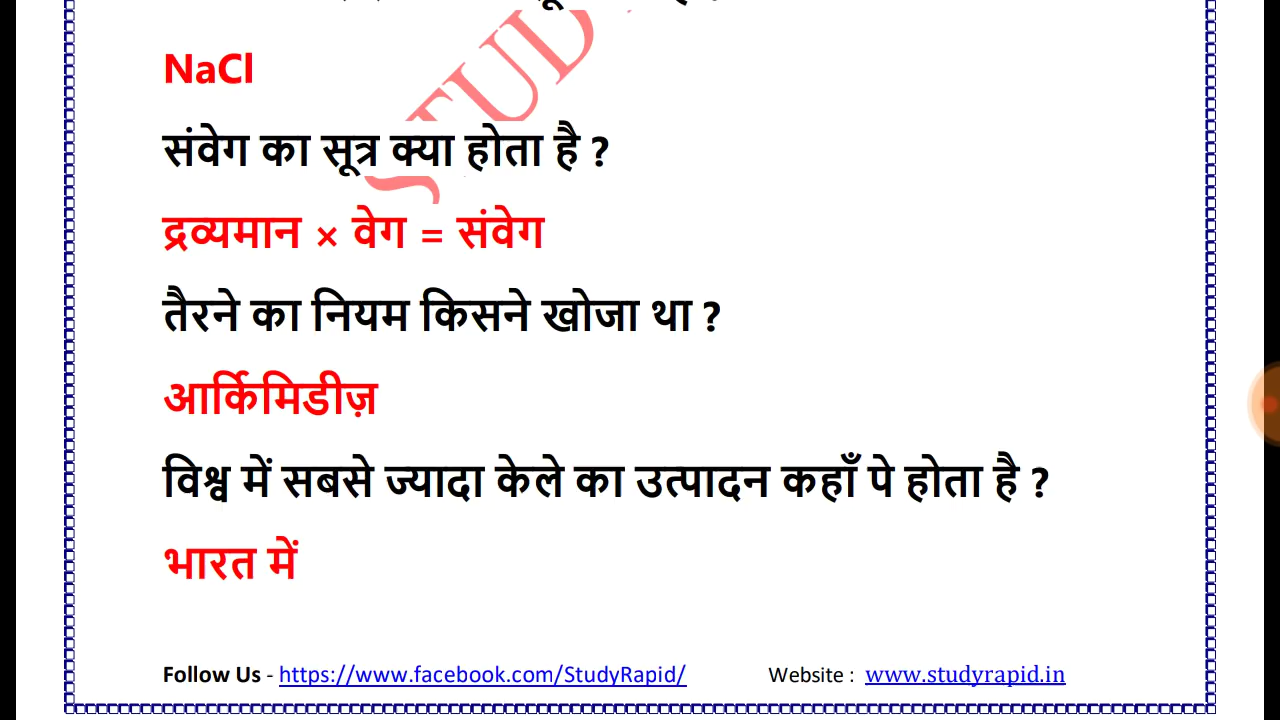 NaCl
संवेग का सूत्र क्या होता है ?
द्रव्यमान × वेग = संवेग
तैरने का नियम किसने खोजा था ?
आर्किमिडीज़
विश्व में सबसे ज्यादा केले का उत्पादन कहाँ पे होता है ?
भारत में
Follow Us - https://www.facebook.com/StudyRapid/ Website : www.studyrapid.in